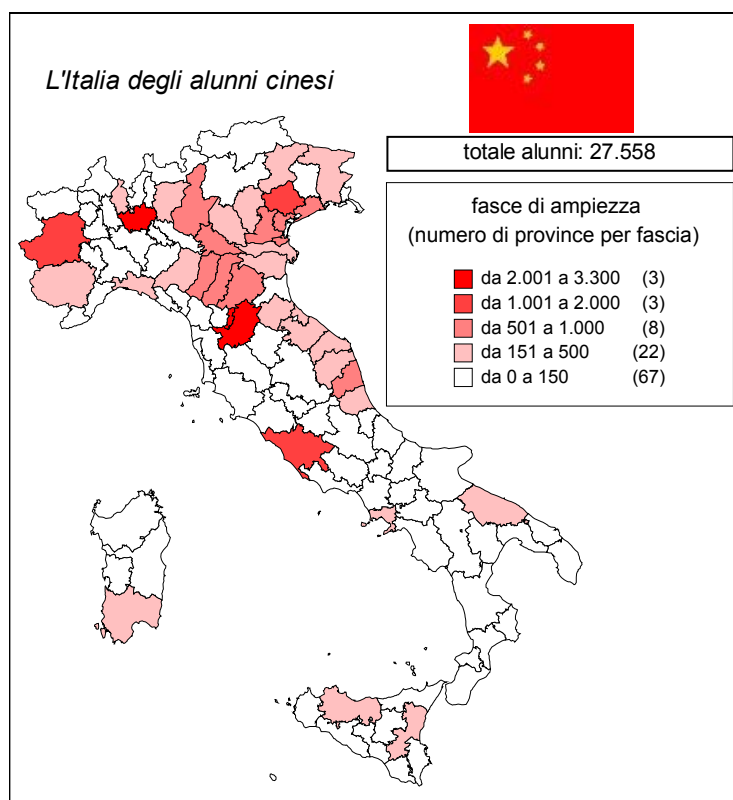 L'Italia degli alunni cinesi
totale alunni: 27.558
fasce di ampiezza
(numero di province per fascia)
da 2.001 a 3.300 (3)
da 1.001 a 2.000 (3)
da 501 a 1.000 (8)
da 151 a 500 (22)
da 0 a 150 (67)